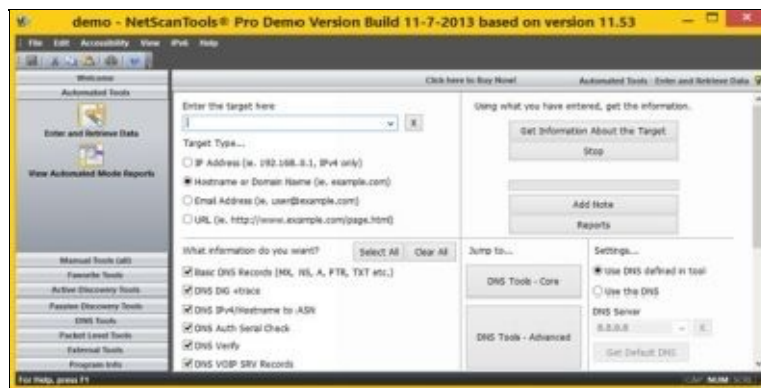 demo - NetScanTools® Pro Demo Version Build 11-7-2013 based on version 11.53
File Edit Accessibility View IPv6 Help
Welcome
Automated Tools
Enter and Retrieve Data
View Automated Mode Reports
Manual Tools (all)
Favorite Tools
Active Discovery Tools
Passive Discovery Tools
DNS Tools
Packet Level Tools
External Tools
Program Info
Click here to Buy Now!
Automated Tools - Enter and Retrieve Data
Enter the target here
X
Target Type...
IP Address (ie. 192.168.0.1, IPv4 only)
Hostname or Domain Name (ie. example.com)
Email Address (ie. user@example.com)
URL (ie. http://www.example.com/page.html)
Using what you have entered, get the information.
Get Information About the Target
Stop
Add Note
Reports
What information do you want?
Select All
Clear All
Basic DNS Records (MX, NS, A, PTR, TXT etc.)
DNS DIG +trace
DNS IPv4/Hostname to ASN
DNS Auth Serial Check
DNS Verify
DNS VOIP SRV Records
Jump to...
DNS Tools - Core
DNS Tools - Advanced
Settings...
Use DNS defined in tool
Use the DNS
DNS Server
8.8.8.8
X
Get Default DNS
For Help, press F1
CAP NUM SCRL